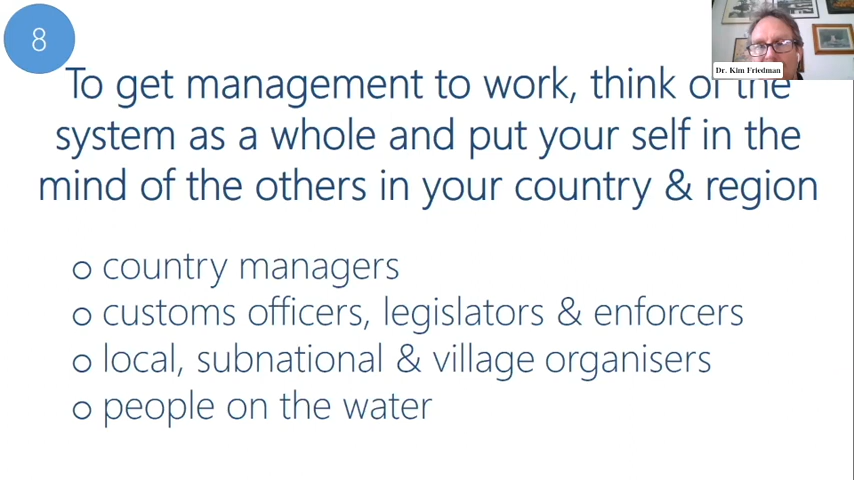 8
Dr. Kim Friedman
To get management to work, think of the
system as a whole and put your self in the
mind of the others in your country & region
o country managers
o customs officers, legislators & enforcers
o local, subnational & village organisers
o people on the water